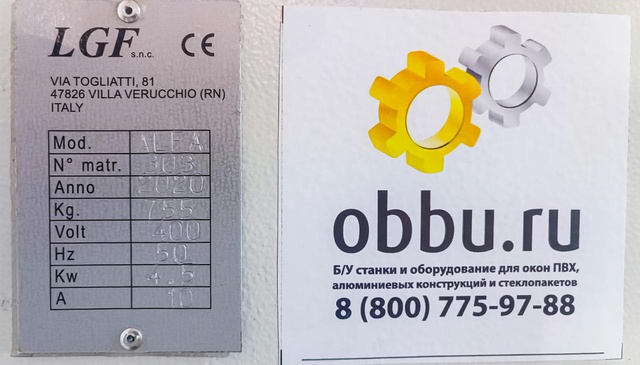 LGF s.n.c. CE
VIA TOGLIATTI, 81
47826 VILLA VERUCCHIO (RN)
ITALY
Mod. ALFA
N° matr. 303
Anno 2020
Kg. 755
Volt 400
Hz 50
Kw 4.5
A 10
obbu.ru
Б/У станки и оборудование для окон ПВХ,
алюминиевых конструкций и стеклопакетов
8 (800) 775-97-88